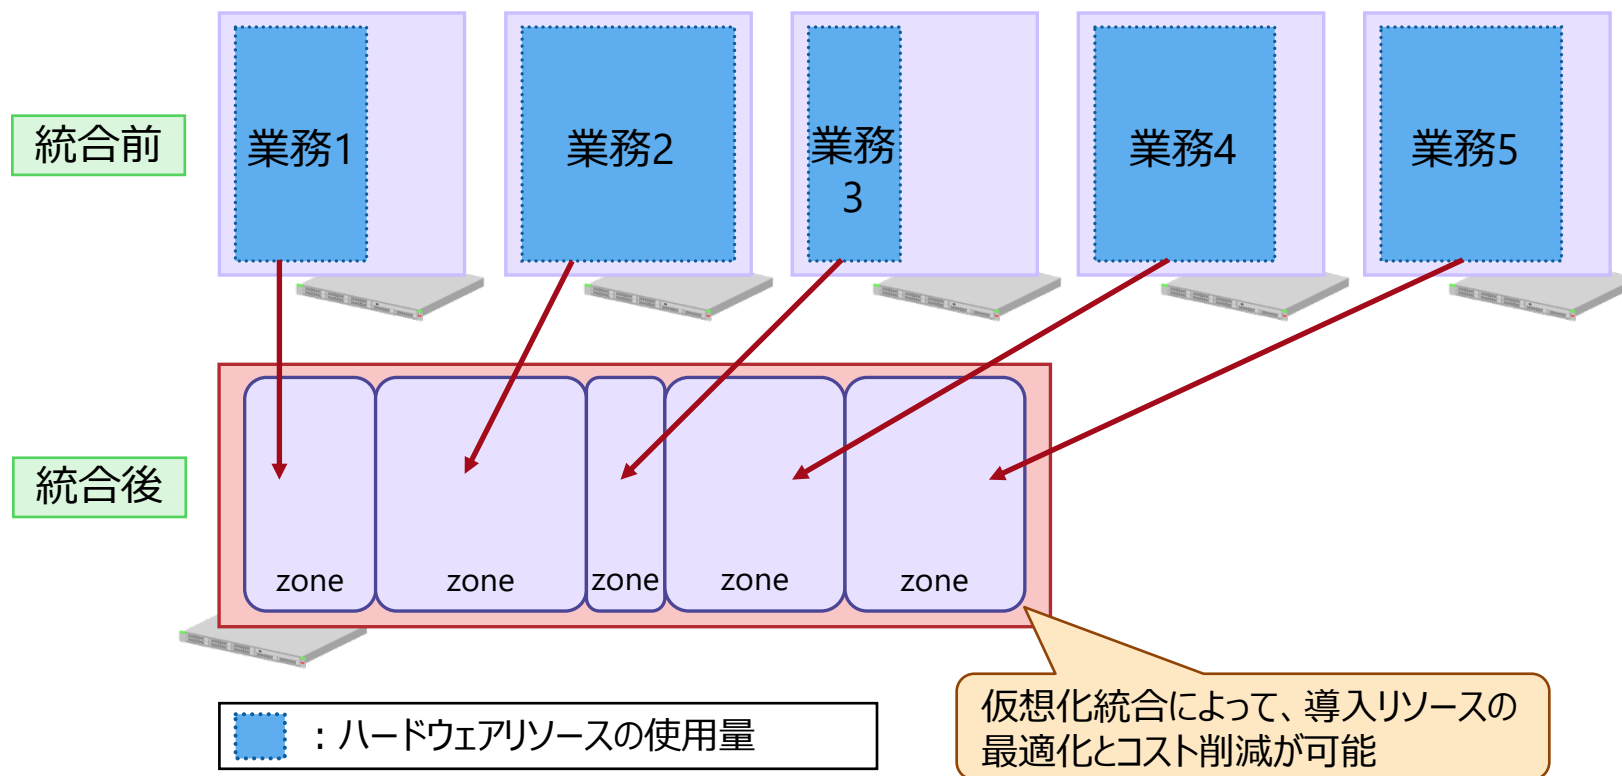 統合前
業務1
業務2
業務
3
業務4
業務5
統合後
zone
zone
zone
zone
zone
：ハードウェアリソースの使用量
仮想化統合によって、導入リソースの
最適化とコスト削減が可能